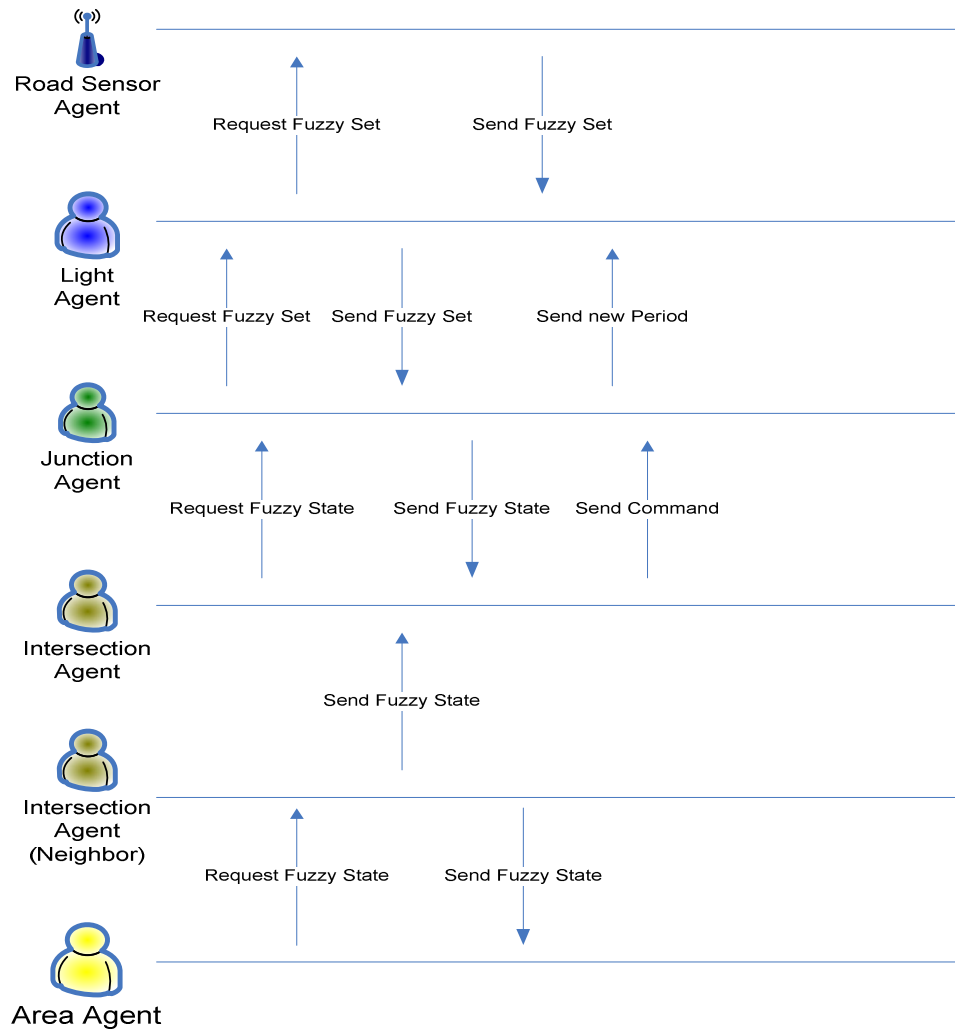 Road Sensor
Agent
Request Fuzzy Set
Send Fuzzy Set
Light
Agent
Request Fuzzy Set
Send Fuzzy Set
Send new Period
Junction
Agent
Request Fuzzy State
Send Fuzzy State
Send Command
Intersection
Agent
Send Fuzzy State
Intersection
Agent
(Neighbor)
Request Fuzzy State
Send Fuzzy State
Area Agent